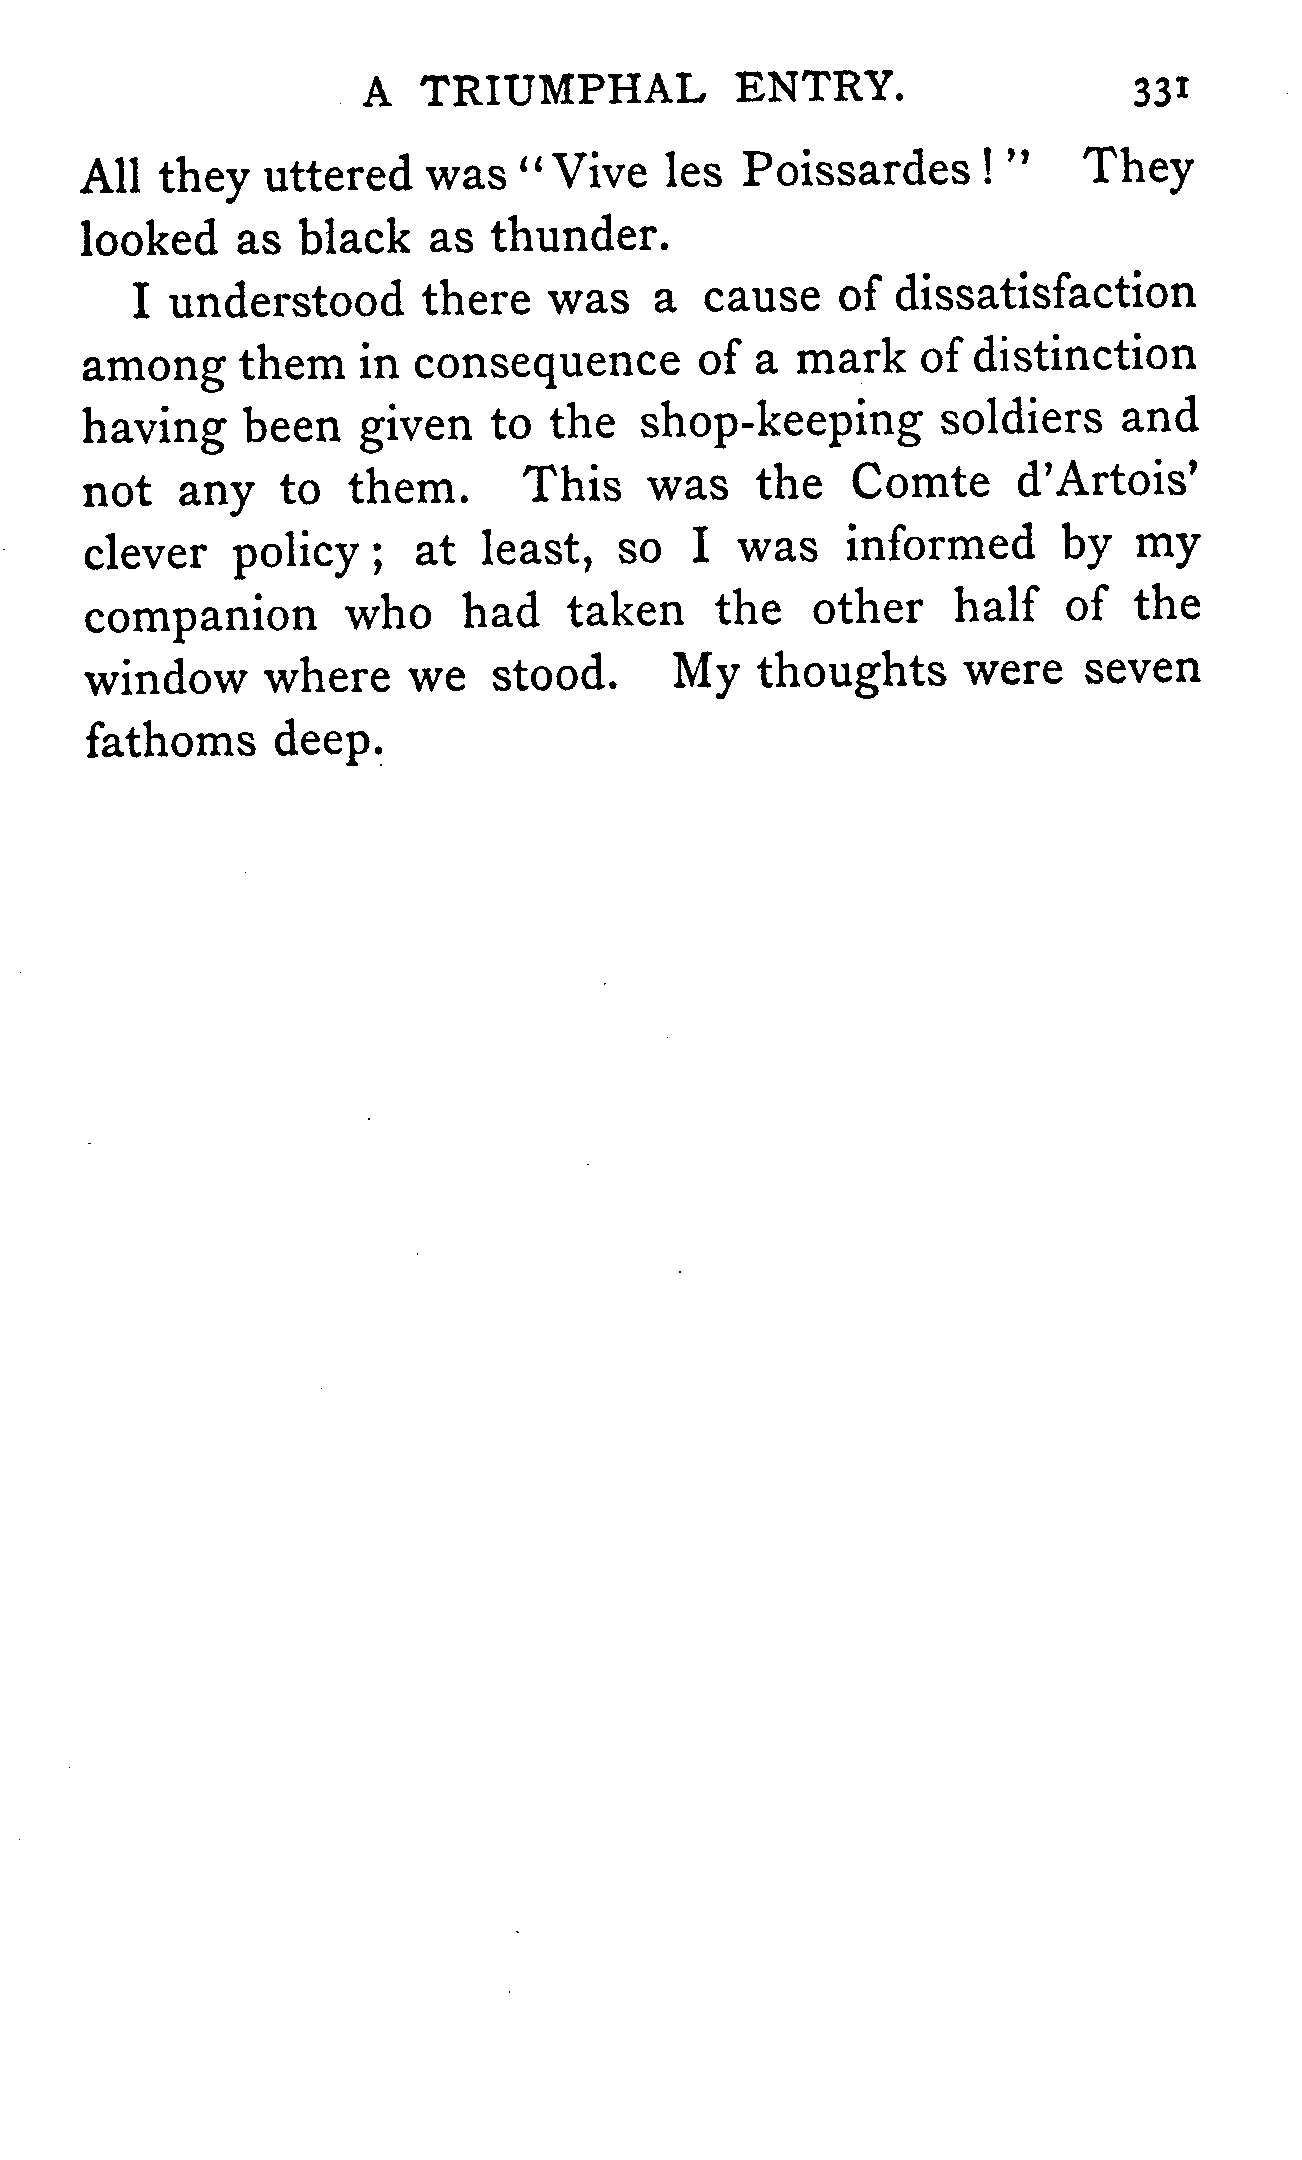 A TRIUMPHAL ENTRY. 331
All they uttered was “Vive les Poissardes!” They
looked as black as thunder.
I understood there was a cause of dissatisfaction
among them in consequence of a mark of distinction
having been given to the shop-keeping soldiers and
not any to them. This was the Comte d’Artois’
clever policy; at least, so I was informed by my
companion who had taken the other half of the
window where we stood. My thoughts were seven
fathoms deep.